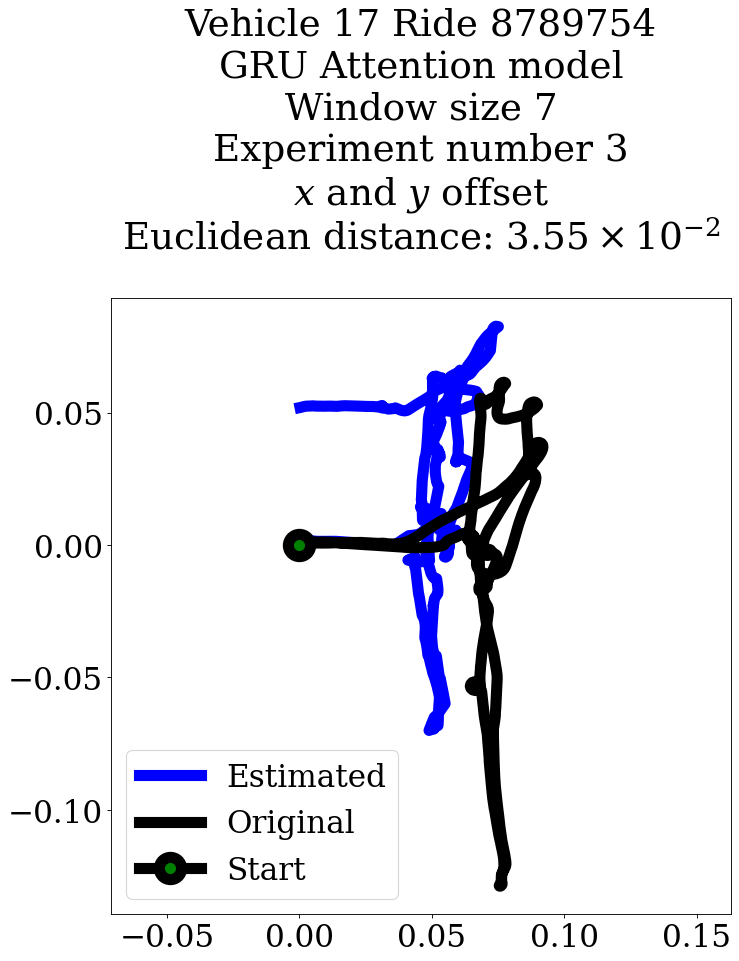 Vehicle 17 Ride 8789754
GRU Attention model
Window size 7
Experiment number 3
x and y offset
Euclidean distance: 3.55 × 10⁻²
0.05
0.00
−0.05
−0.10
Estimated
Original
Start
−0.05 0.00 0.05 0.10 0.15